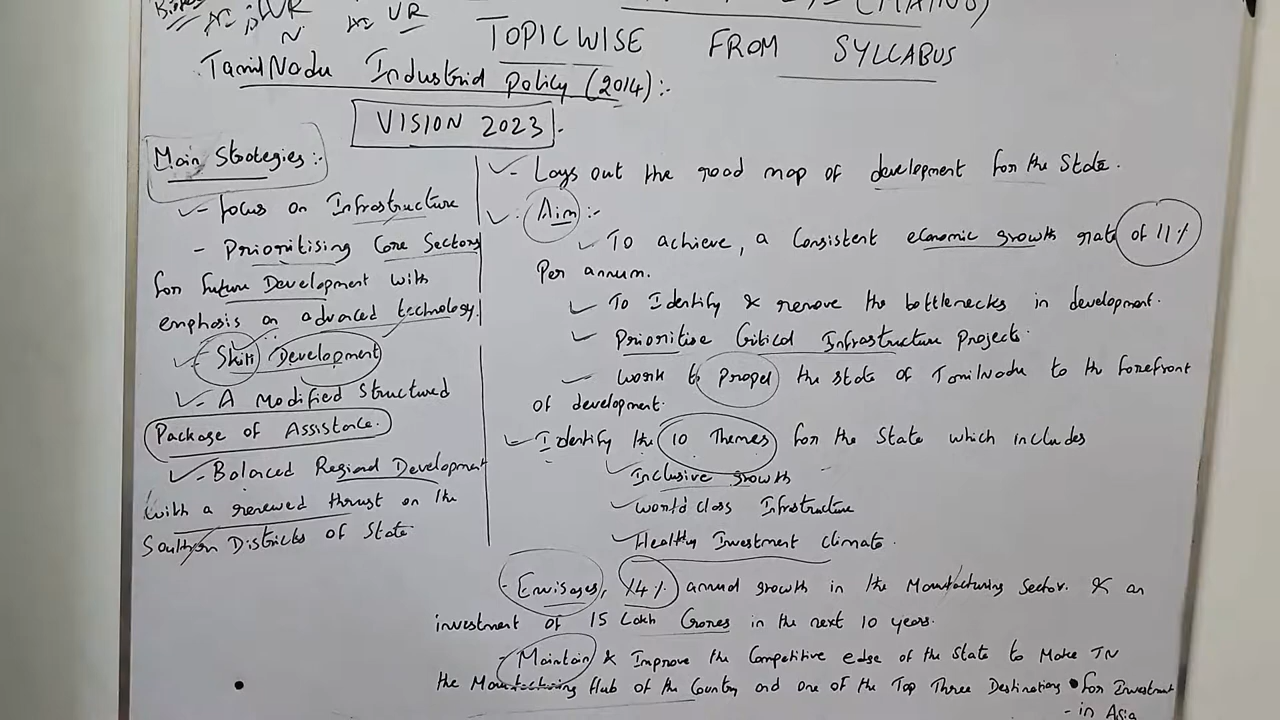 (MAINS)
VR
N
VR
TOPICWISE FROM SYLLABUS
TamilNadu Industrial Policy (2014):-
VISION 2023.
Main Strategies:-
- focus on Infrastructure
- Prioritising Core Sectors
for future Development with
emphasis on advanced technology.
- Skill Development
- A Modified Structured
Package of Assistance.
- Balanced Regional Development
with a renewed thrust on the
Southern Districts of State
- Lays out the road map of development for the State.
: Aim:-
To achieve, a Consistent economic growth rate of 11%
Per annum.
To Identify & remove the bottlenecks in development.
Prioritise Critical Infrastructure Projects.
Work to propel the state of TamilNadu to the forefront
of development.
- Identify the 10 Themes for the State which includes
Inclusive growth
World class Infrastructure
Healthy Investment climate.
- Envisages, 14% annual growth in the Manufacturing Sector. & an
investment of 15 Lakh Crores in the next 10 years.
- Maintain & Improve the Competitive edge of the State to Make TN
the Manufacturing Hub of the Country and one of the Top Three Destinations for Investment
- in Asia